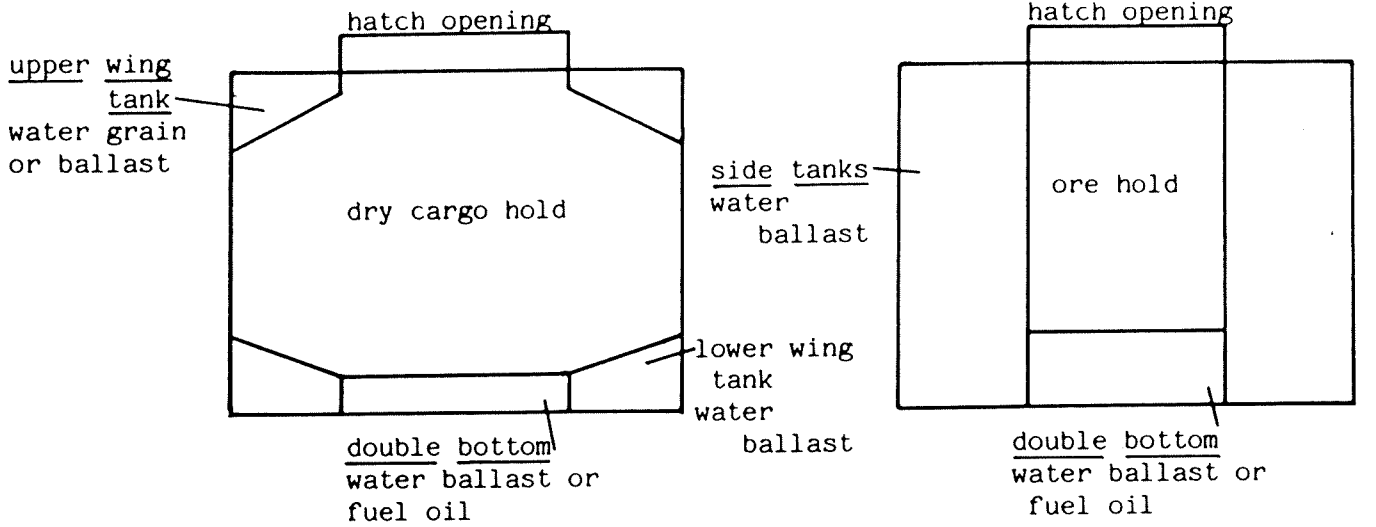 hatch opening
upper wing
tank
water grain
or ballast
dry cargo hold
lower wing
tank
water
ballast
double bottom
water ballast or
fuel oil
hatch opening
side tanks
water
ballast
ore hold
double bottom
water ballast or
fuel oil